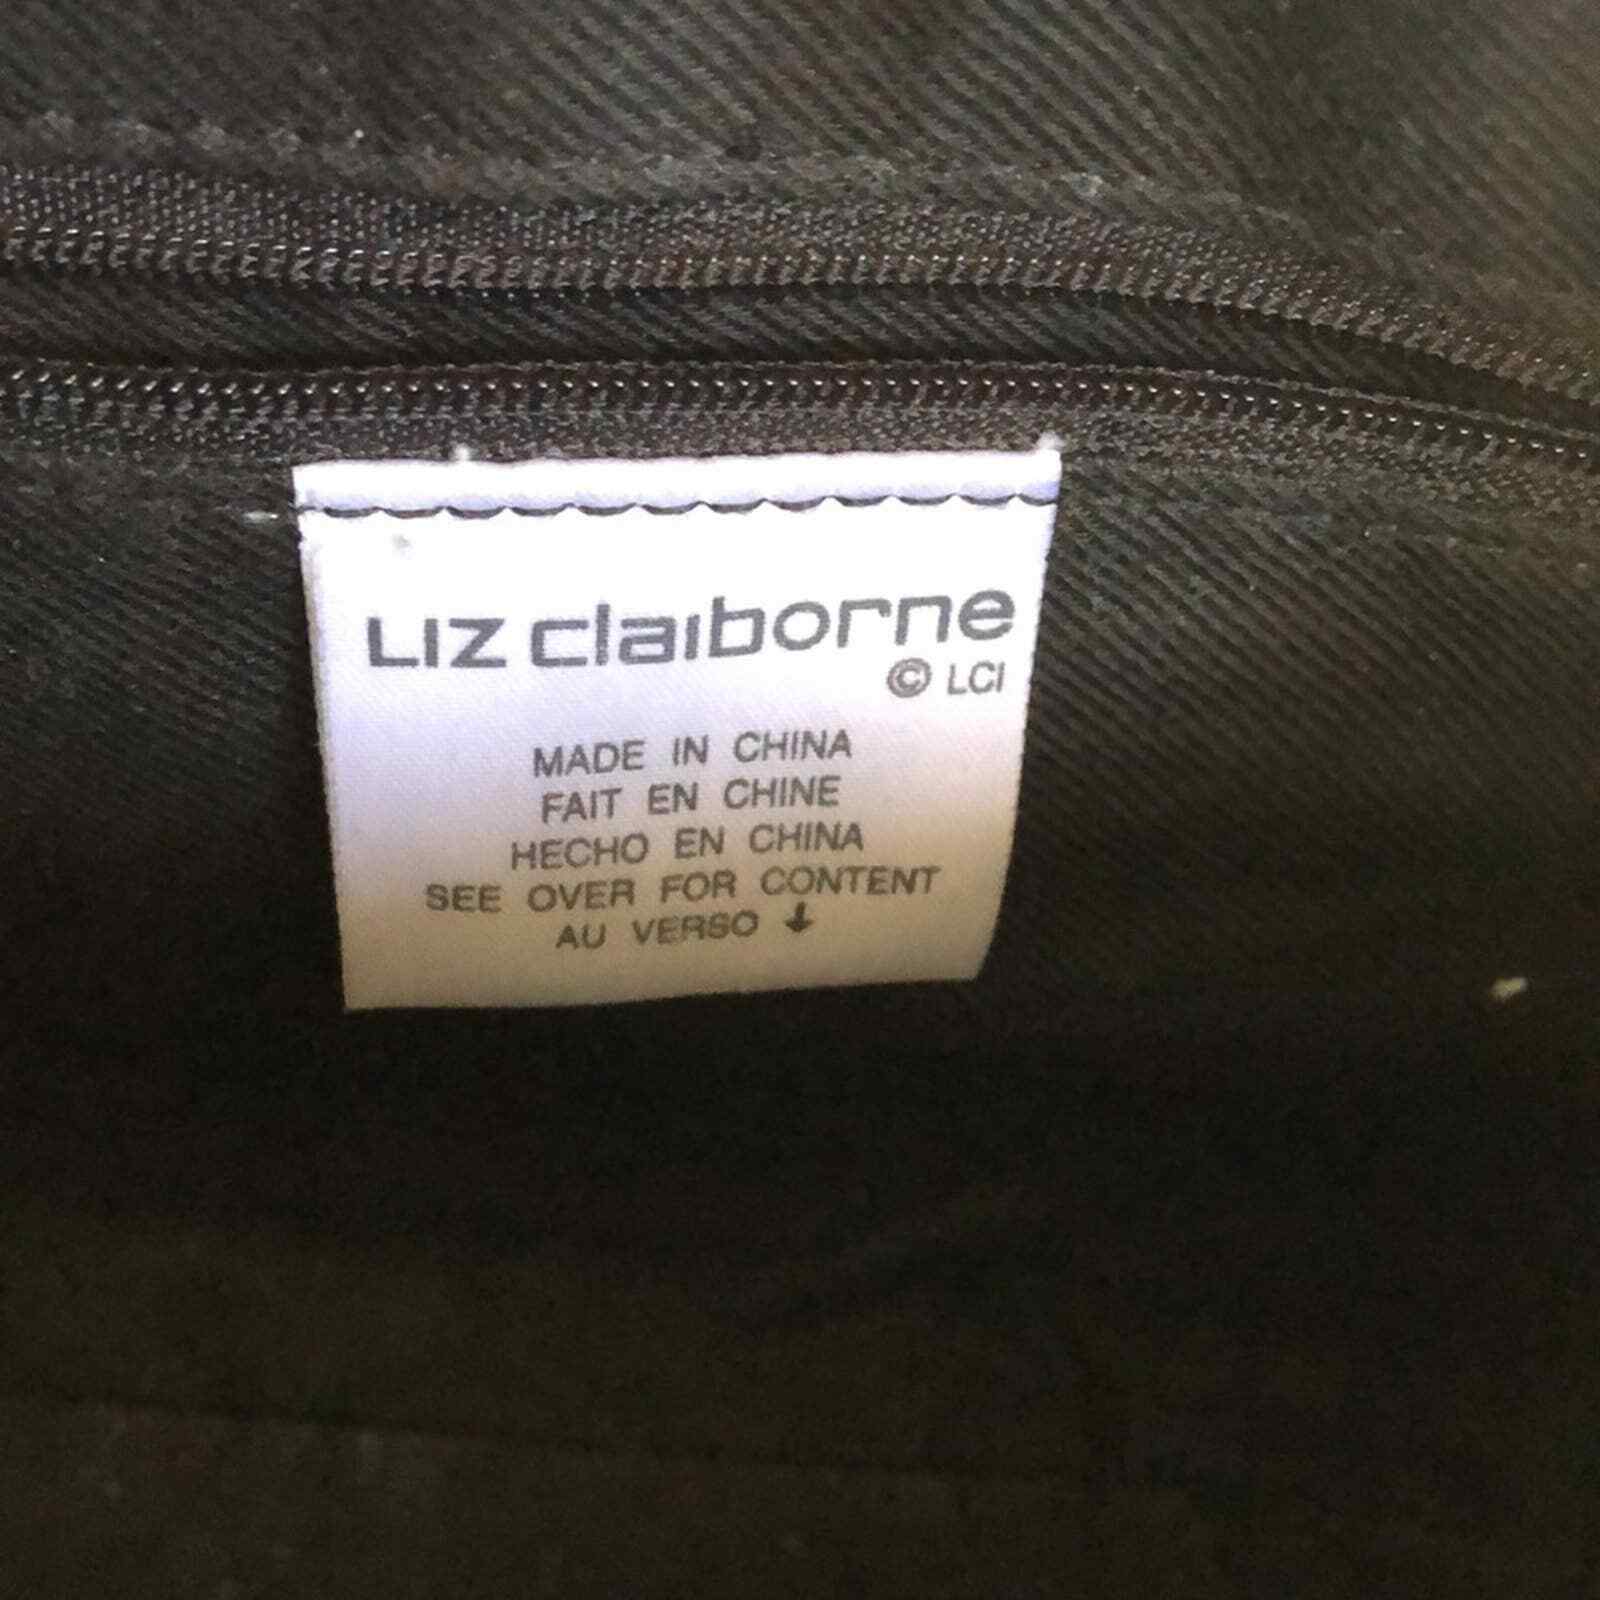 LIZ claiborne
© LCI
MADE IN CHINA
FAIT EN CHINE
HECHO EN CHINA
SEE OVER FOR CONTENT
AU VERSO ↓